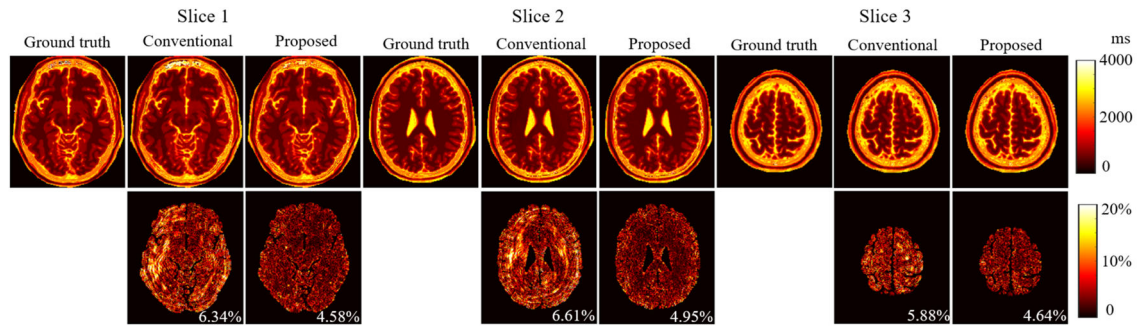 Slice 1
Slice 2
Slice 3
Ground truth
Conventional
Proposed
Ground truth
Conventional
Proposed
Ground truth
Conventional
Proposed
ms
4000
2000
0
20%
10%
0
6.34%
4.58%
6.61%
4.95%
5.88%
4.64%